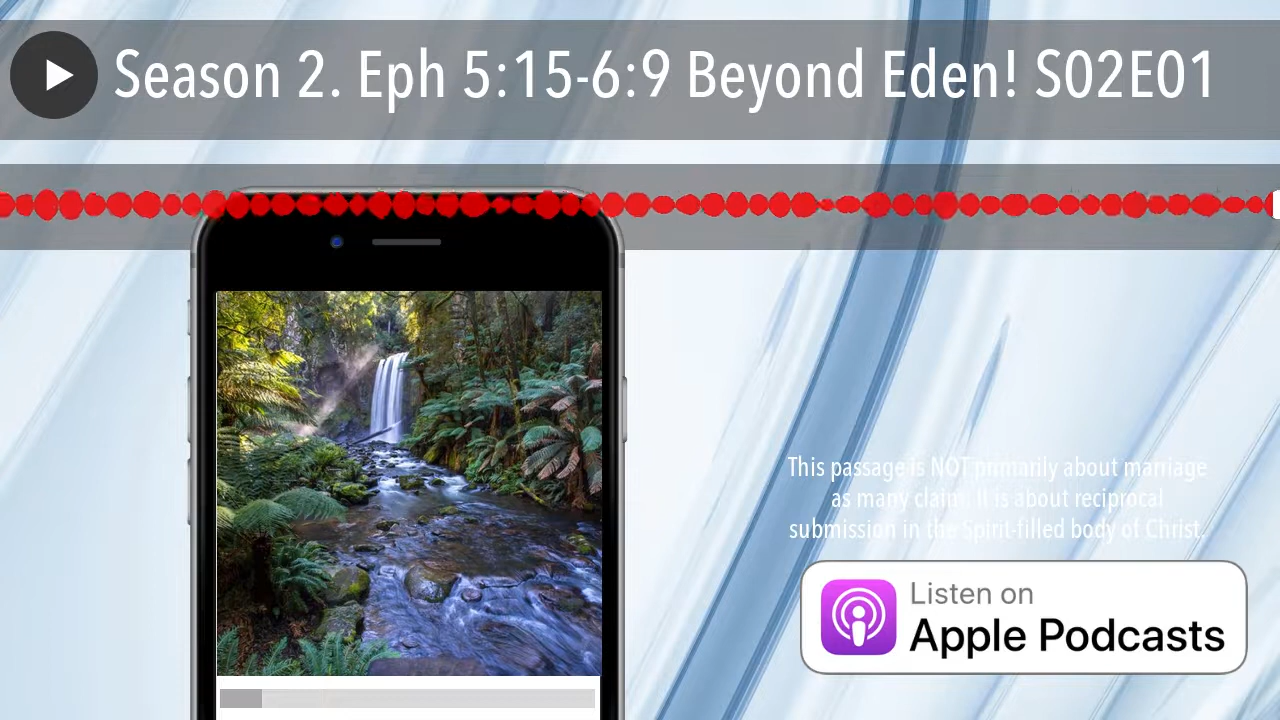 Season 2. Eph 5:15-6:9 Beyond Eden! S02E01
This passage is NOT primarily about marriage
as many claim. It is about reciprocal
submission in the Spirit-filled body of Christ.
Listen on
Apple Podcasts